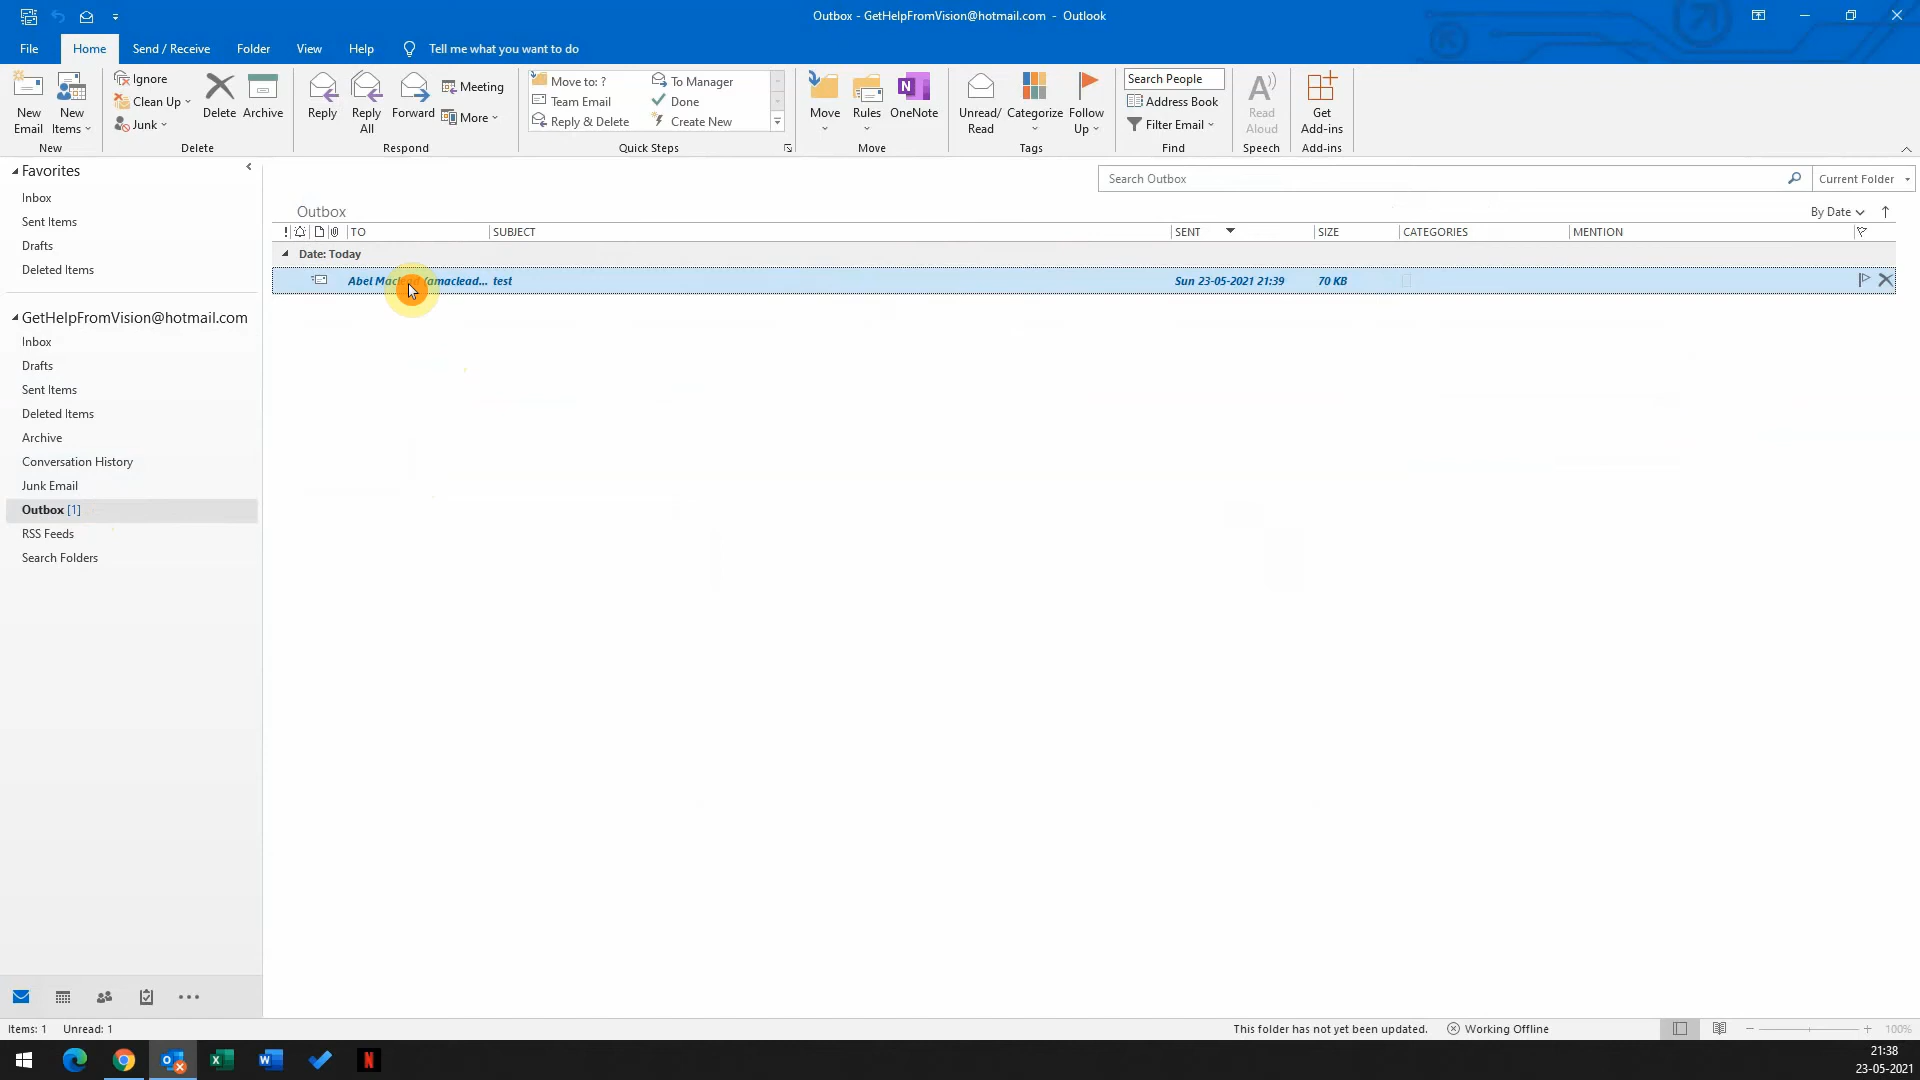 Outbox - GetHelpFromVision@hotmail.com - Outlook
File Home Send / Receive Folder View Help Tell me what you want to do
New Email
New Items
New
Ignore
Clean Up
Junk
Delete
Archive
Delete
Reply
Reply All
Forward
Meeting
More
Respond
Move to: ?
Team Email
Reply & Delete
To Manager
Done
Create New
Quick Steps
Move
Rules
OneNote
Move
Unread/ Read
Categorize
Follow Up
Tags
Search People
Address Book
Filter Email
Find
Read Aloud
Speech
Get Add-ins
Add-ins
Favorites
Inbox
Sent Items
Drafts
Deleted Items
GetHelpFromVision@hotmail.com
Inbox
Drafts
Sent Items
Deleted Items
Archive
Conversation History
Junk Email
Outbox [1]
RSS Feeds
Search Folders
Search Outbox
Current Folder
Outbox
By Date
! TO SUBJECT SENT SIZE CATEGORIES MENTION
Date: Today
Abel (amaclead... test Sun 23-05-2021 21:39 70 KB
Items: 1 Unread: 1
This folder has not yet been updated. Working Offline 100%
21:38
23-05-2021